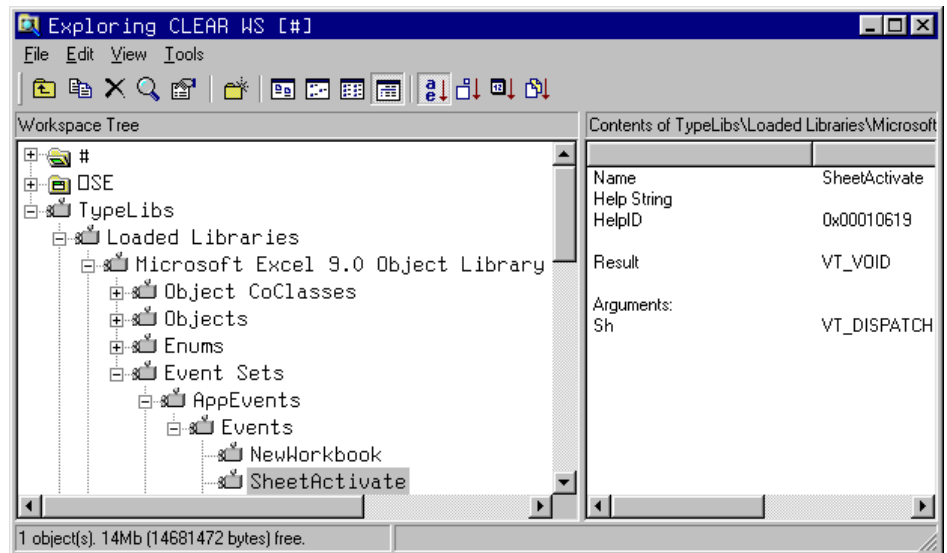 Exploring CLEAR WS [#]
File Edit View Tools
Workspace Tree
Contents of TypeLibs\Loaded Libraries\Microsoft
#
⎕SE
TypeLibs
Loaded Libraries
Microsoft Excel 9.0 Object Library
Object CoClasses
Objects
Enums
Event Sets
AppEvents
Events
NewWorkbook
SheetActivate
Name SheetActivate
Help String
HelpID 0x00010619
Result VT_VOID
Arguments:
Sh VT_DISPATCH
1 object(s). 14Mb (14681472 bytes) free.